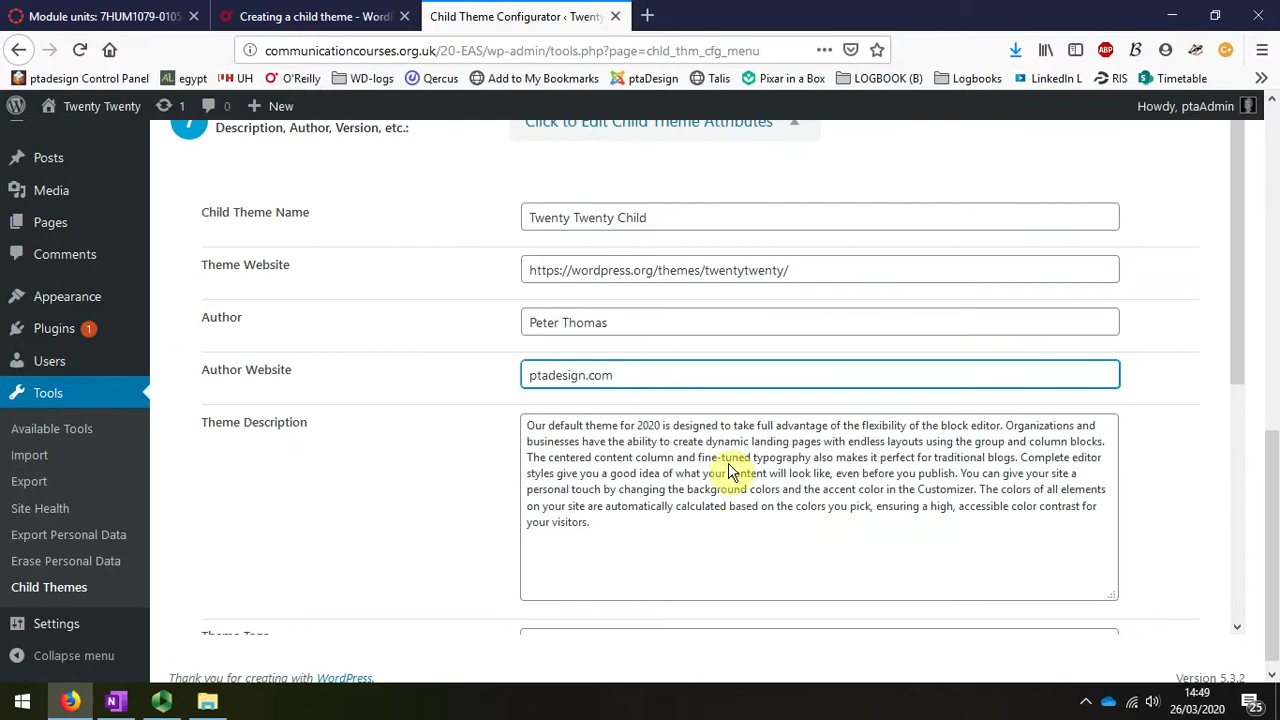 Module units: 7HUM1079-0105
Creating a child theme - WordP
Child Theme Configurator ‹ Twenty
communicationcourses.org.uk/20-EAS/wp-admin/tools.php?page=chld_thm_cfg_menu
ptadesign Control Panel
AL egypt
UH
O'Reilly
WD-logs
Qercus
Add to My Bookmarks
ptaDesign
Talis
Pixar in a Box
LOGBOOK (B)
Logbooks
LinkedIn L
RIS
Timetable
Twenty Twenty
1
0
New
Howdy, ptaAdmin
7
Description, Author, Version, etc.:
Click to Edit Child Theme Attributes
Posts
Media
Pages
Comments
Appearance
Plugins 1
Users
Tools
Available Tools
Import
Export
Site Health
Export Personal Data
Erase Personal Data
Child Themes
Settings
Collapse menu
Child Theme Name
Twenty Twenty Child
Theme Website
https://wordpress.org/themes/twentytwenty/
Author
Peter Thomas
Author Website
ptadesign.com
Theme Description
Our default theme for 2020 is designed to take full advantage of the flexibility of the block editor. Organizations and
businesses have the ability to create dynamic landing pages with endless layouts using the group and column blocks.
The centered content column and fine-tuned typography also makes it perfect for traditional blogs. Complete editor
styles give you a good idea of what your content will look like, even before you publish. You can give your site a
personal touch by changing the background colors and the accent color in the Customizer. The colors of all elements
on your site are automatically calculated based on the colors you pick, ensuring a high, accessible color contrast for
your visitors.
Theme Tags
Thank you for creating with WordPress.
Version 5.3.2
14:49
26/03/2020
25